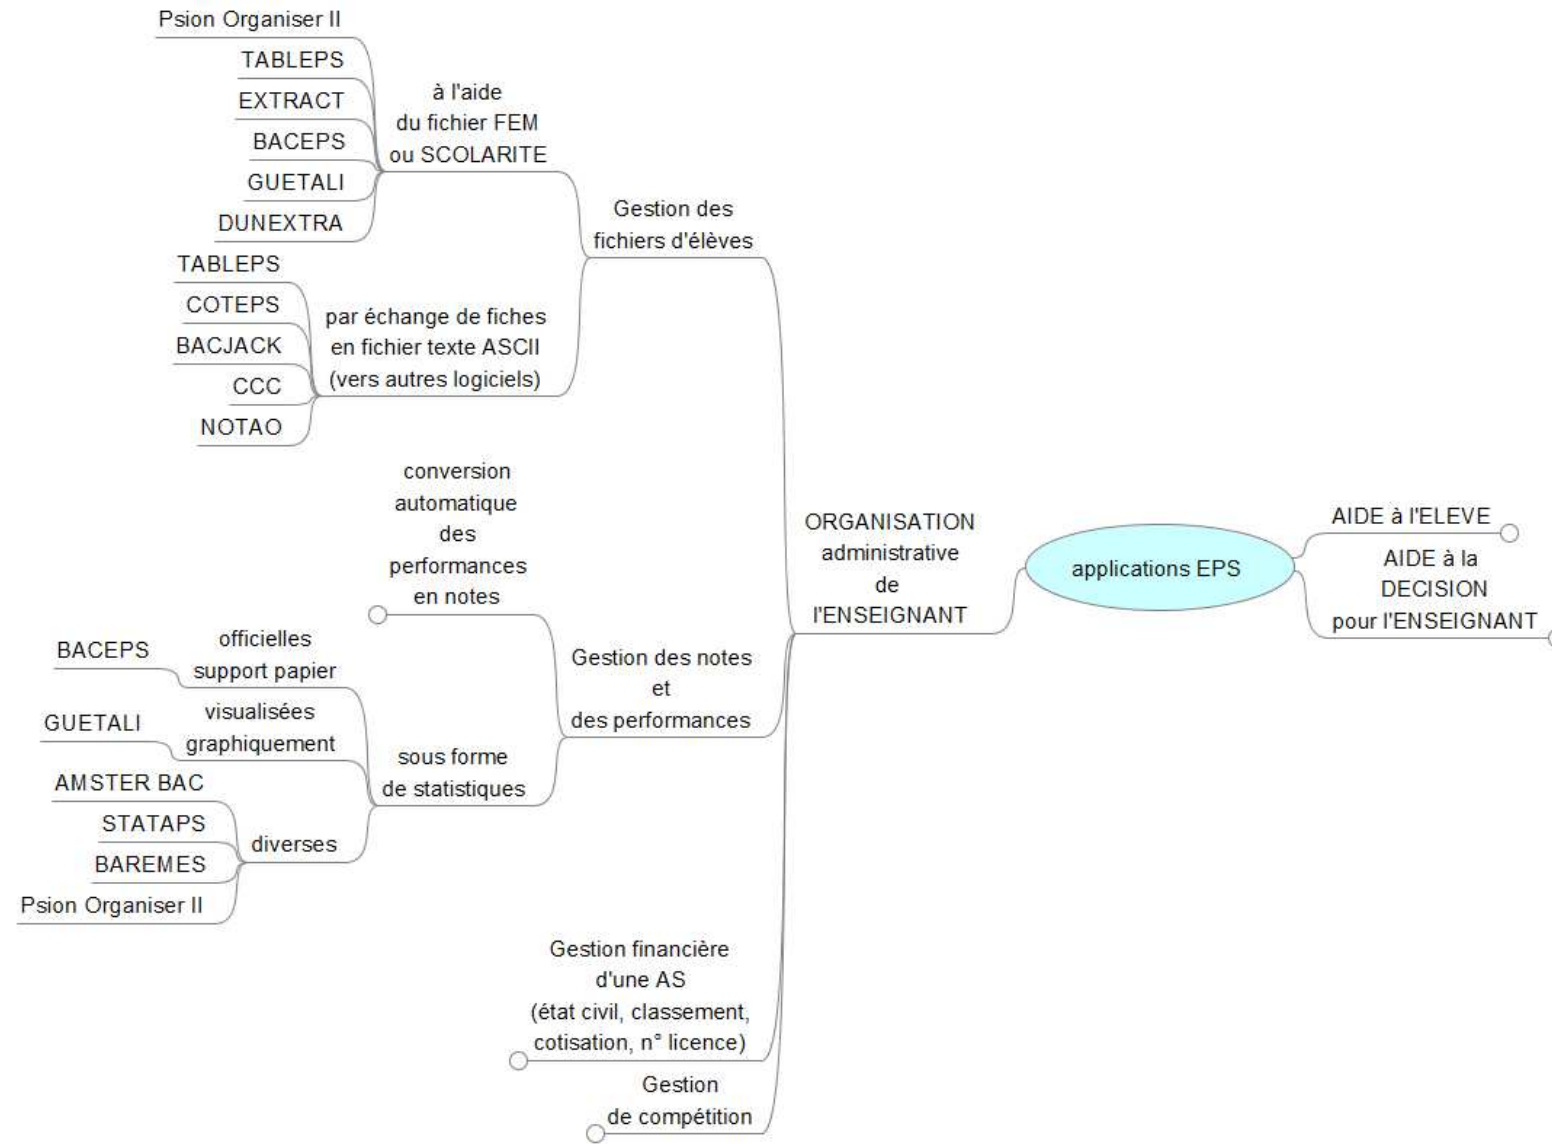 Psion Organiser II
TABLEPS
EXTRACT
BACEPS
GUETALI
DUNEXTRA
à l'aide
du fichier FEM
ou SCOLARITE
TABLEPS
COTEPS
BACJACK
CCC
NOTAO
par échange de fiches
en fichier texte ASCII
(vers autres logiciels)
Gestion des
fichiers d'élèves
conversion
automatique
des
performances
en notes
BACEPS
officielles
support papier
GUETALI
visualisées
graphiquement
AMSTER BAC
STATAPS
BAREMES
Psion Organiser II
diverses
sous forme
de statistiques
Gestion des notes
et
des performances
Gestion financière
d'une AS
(état civil, classement,
cotisation, n° licence)
Gestion
de compétition
ORGANISATION
administrative
de
l'ENSEIGNANT
applications EPS
AIDE à l'ELEVE
AIDE à la
DECISION
pour l'ENSEIGNANT